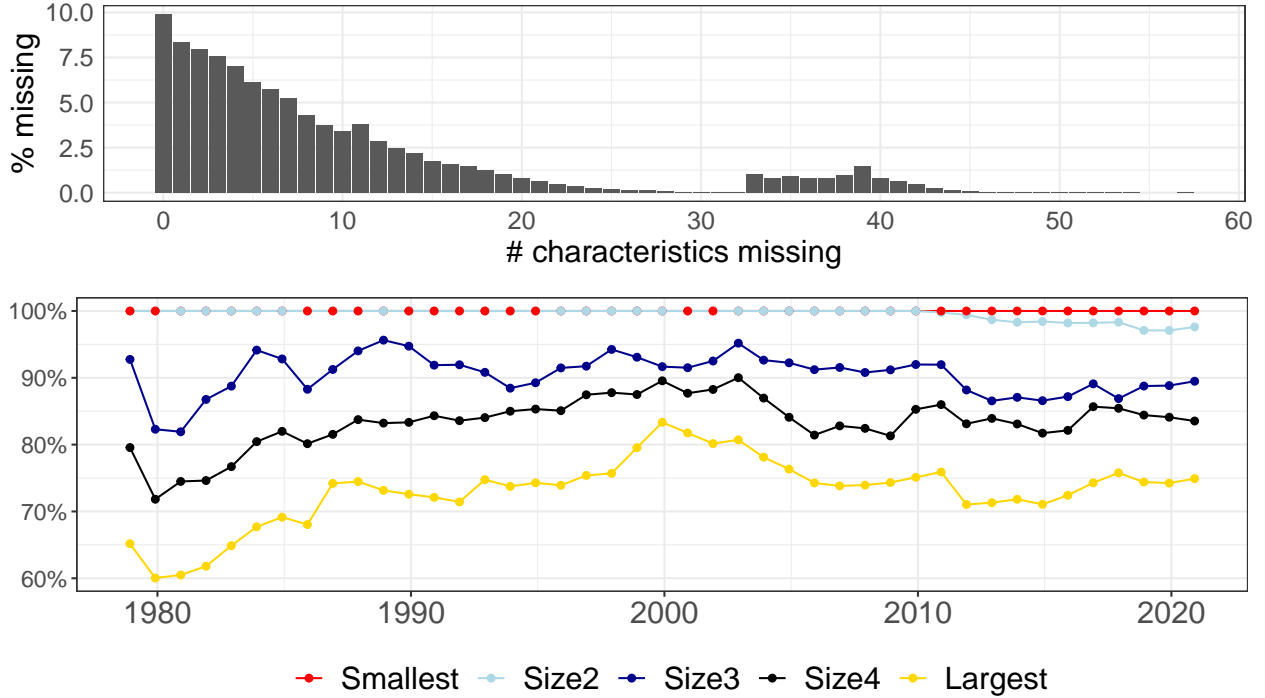 10.0
7.5
5.0
2.5
0.0
% missing
0 10 20 30 40 50 60
# characteristics missing
100%
90%
80%
70%
60%
1980 1990 2000 2010 2020
Smallest Size2 Size3 Size4 Largest